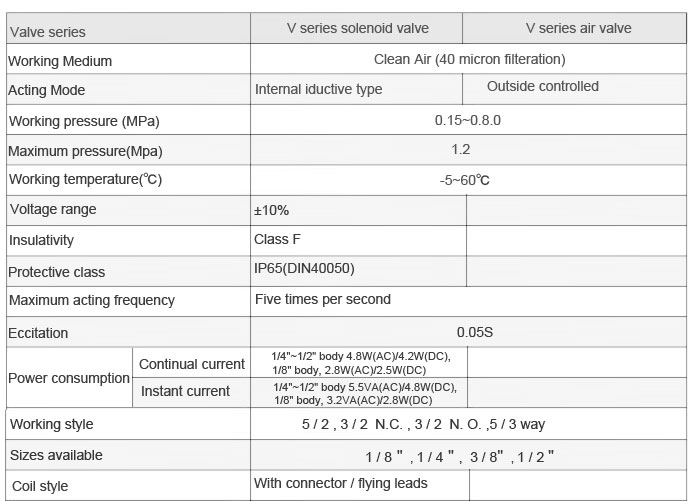 Valve series V series solenoid valve V series air valve
Working Medium Clean Air (40 micron filteration)
Acting Mode Internal iductive type Outside controlled
Working pressure (MPa) 0.15~0.8.0
Maximum pressure(Mpa) 1.2
Working temperature(℃) -5~60℃
Voltage range ±10%
Insulativity Class F
Protective class IP65(DIN40050)
Maximum acting frequency Five times per second
Eccitation 0.05S
Power consumption
Continual current 1/4"~1/2" body 4.8W(AC)/4.2W(DC),
1/8" body, 2.8W(AC)/2.5W(DC)
Instant current 1/4"~1/2" body 5.5VA(AC)/4.8W(DC),
1/8" body, 3.2VA(AC)/2.8W(DC)
Working style 5 / 2 , 3 / 2 N.C. , 3 / 2 N. O. ,5 / 3 way
Sizes available 1 / 8 " , 1 / 4 " , 3 / 8" , 1 / 2 "
Coil style With connector / flying leads